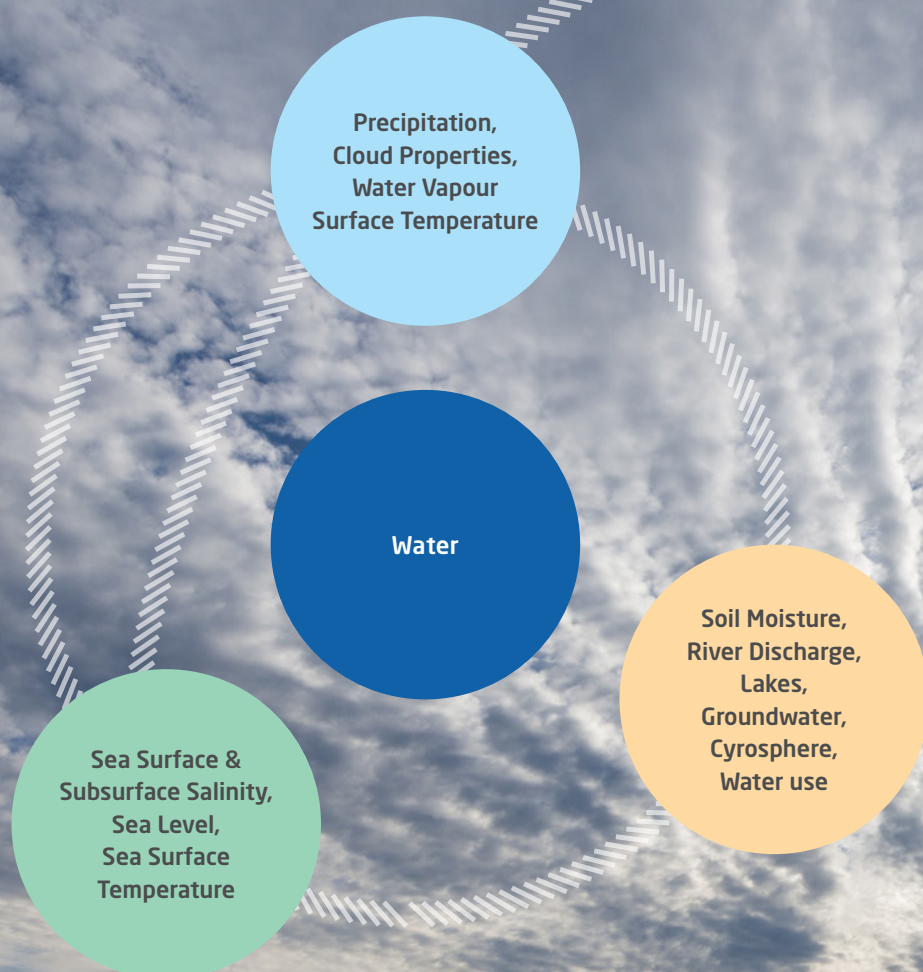 Precipitation,
Cloud Properties,
Water Vapour
Surface Temperature
Water
Soil Moisture,
River Discharge,
Lakes,
Groundwater,
Cyrosphere,
Water use
Sea Surface &
Subsurface Salinity,
Sea Level,
Sea Surface
Temperature